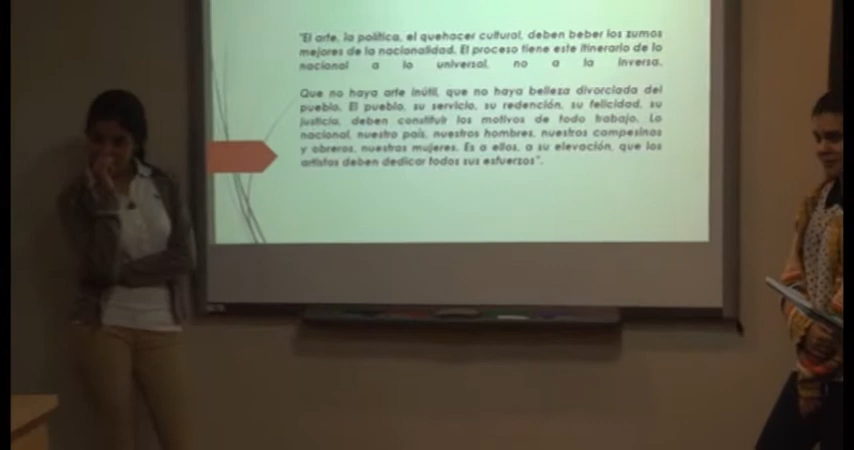 "El arte, la política, el quehacer cultural, deben beber los zumos
mejores de la nacionalidad. El proceso tiene este itinerario de lo
nacional a lo universal, no a la inversa.
Que no haya arte inútil, que no haya belleza divorciada del
pueblo. El pueblo, su servicio, su redención, su felicidad, su
justicia, deben constituir los motivos de todo trabajo. Lo
nacional, nuestro país, nuestros hombres, nuestros campesinos
y obreros, nuestras mujeres. Es a ellos, a su elevación, que los
artistas deben dedicar todos sus esfuerzos".